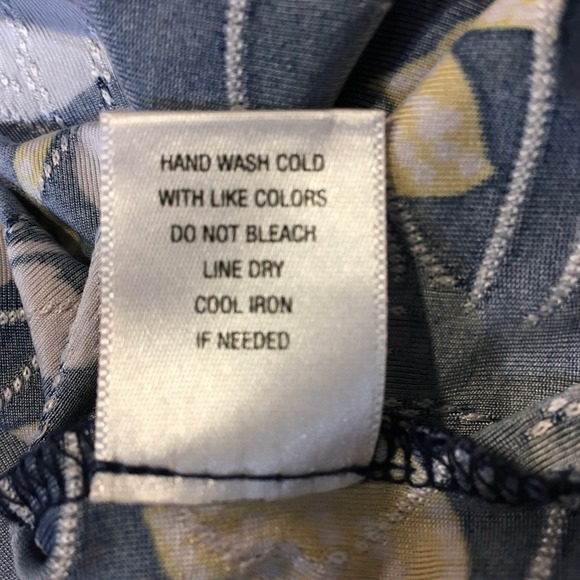 HAND WASH COLD
WITH LIKE COLORS
DO NOT BLEACH
LINE DRY
COOL IRON
IF NEEDED